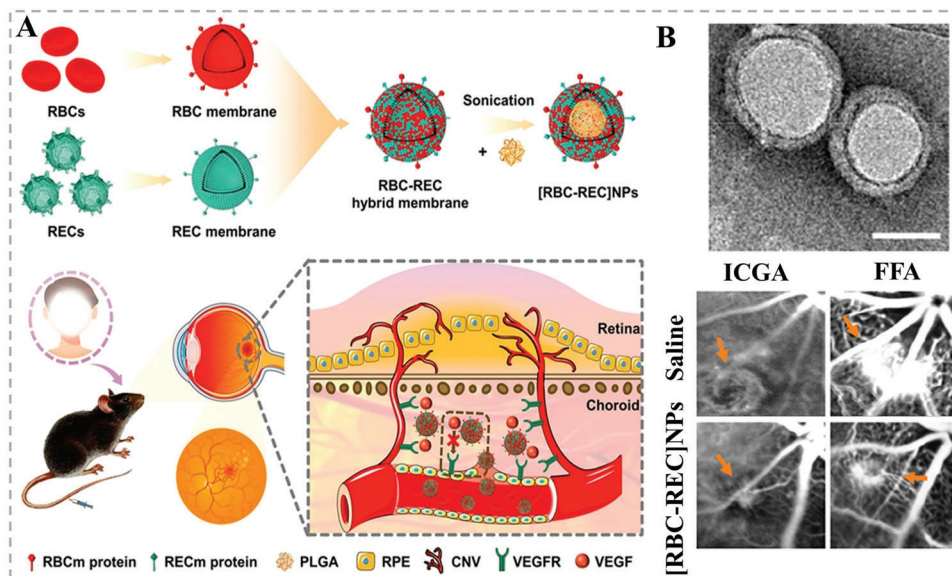 A
RBCs
RBC membrane
RECs
REC membrane
RBC-REC
hybrid membrane
Sonication
+
[RBC-REC]NPs
Retina
Choroid
RBCm protein
RECm protein
PLGA
RPE
CNV
VEGFR
VEGF
B
ICGA
FFA
Saline
[RBC-REC]NPs